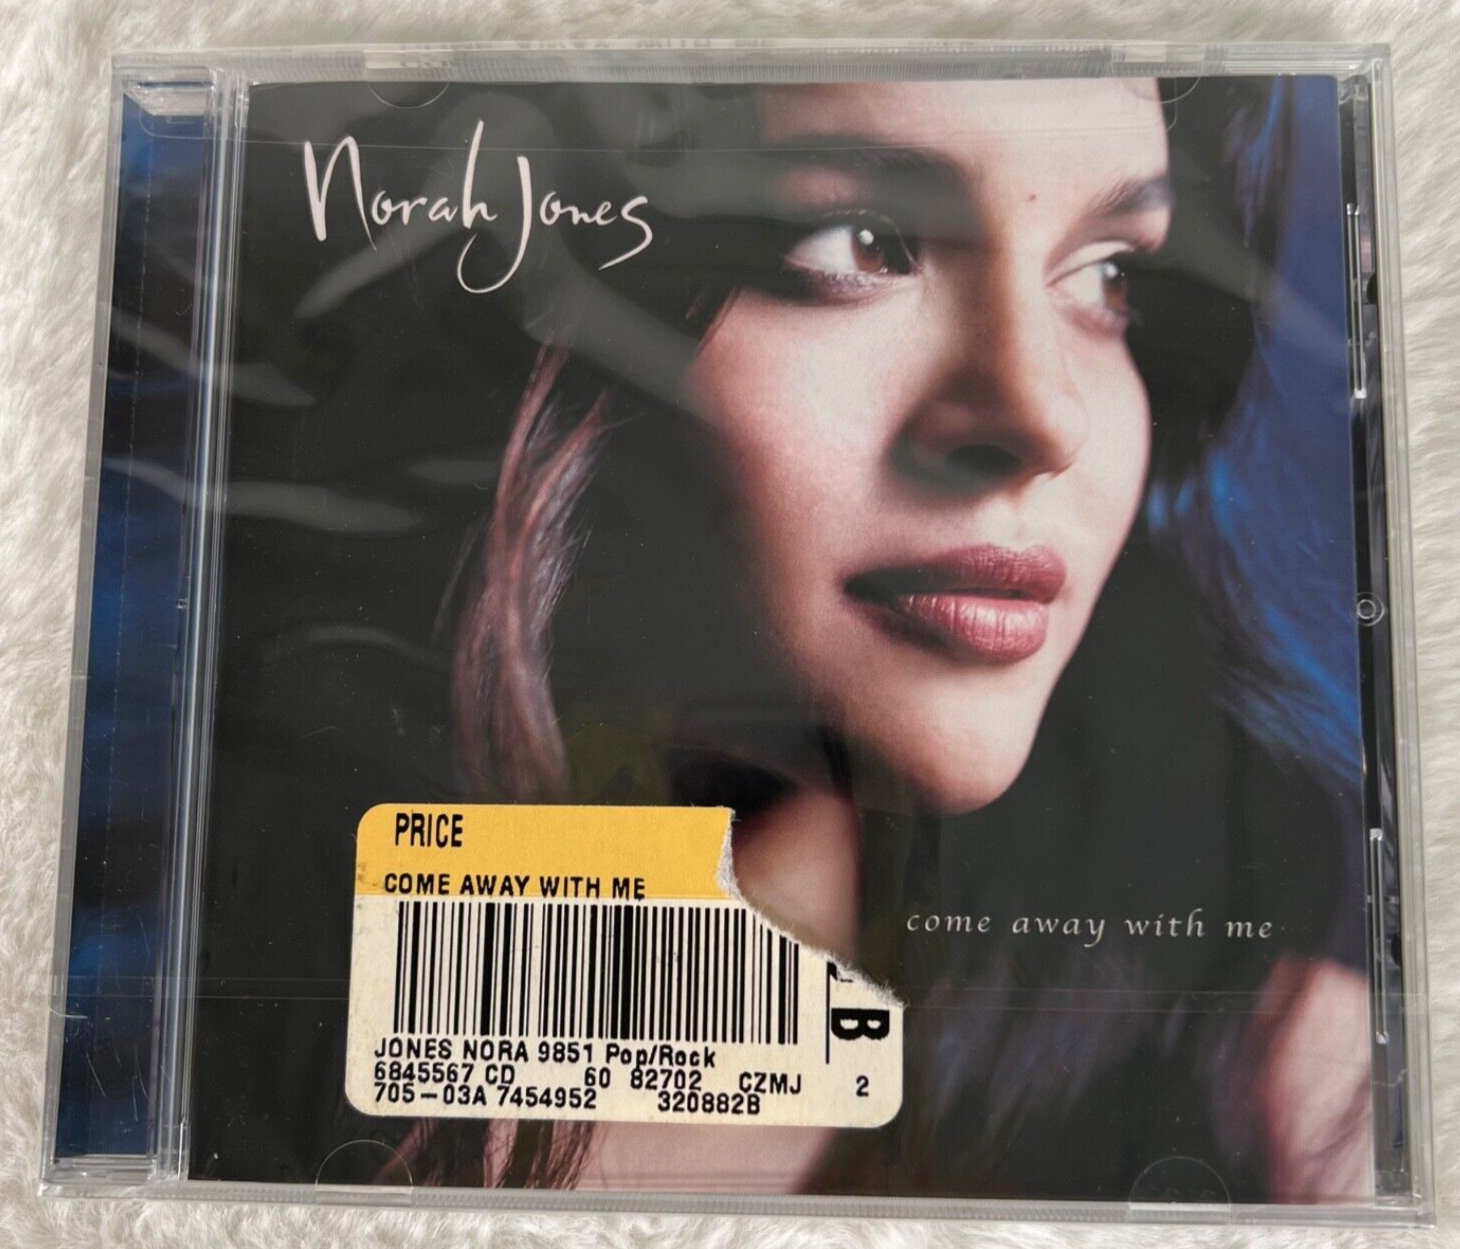 Norah Jones
PRICE
COME AWAY WITH ME
come away with me
B
JONES NORA 9851 Pop/Rock
6845567 CD 60 82702 CZMJ 2
705-03A 7454952 320882B